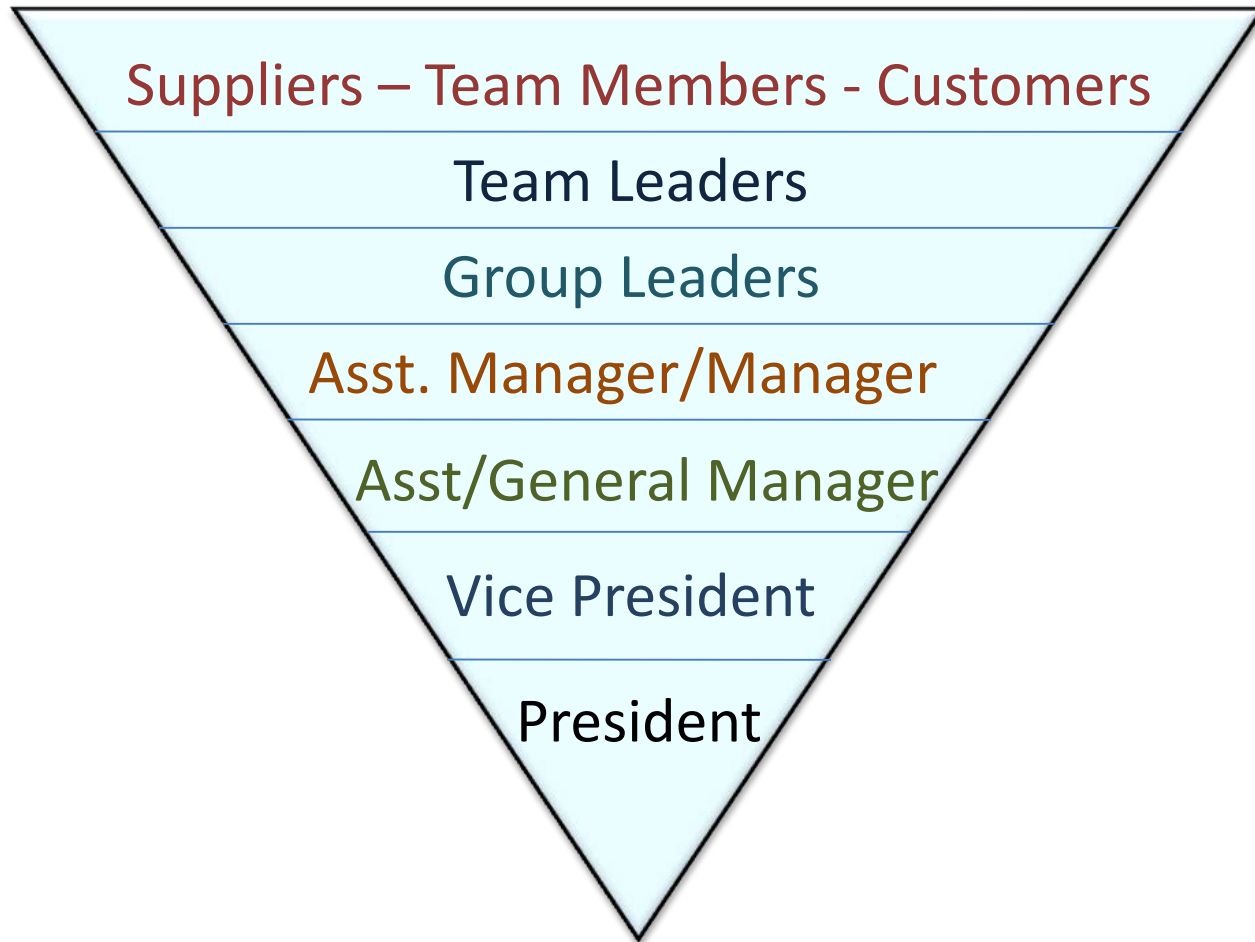 Suppliers – Team Members - Customers
Team Leaders
Group Leaders
Asst. Manager/Manager
Asst/General Manager
Vice President
President